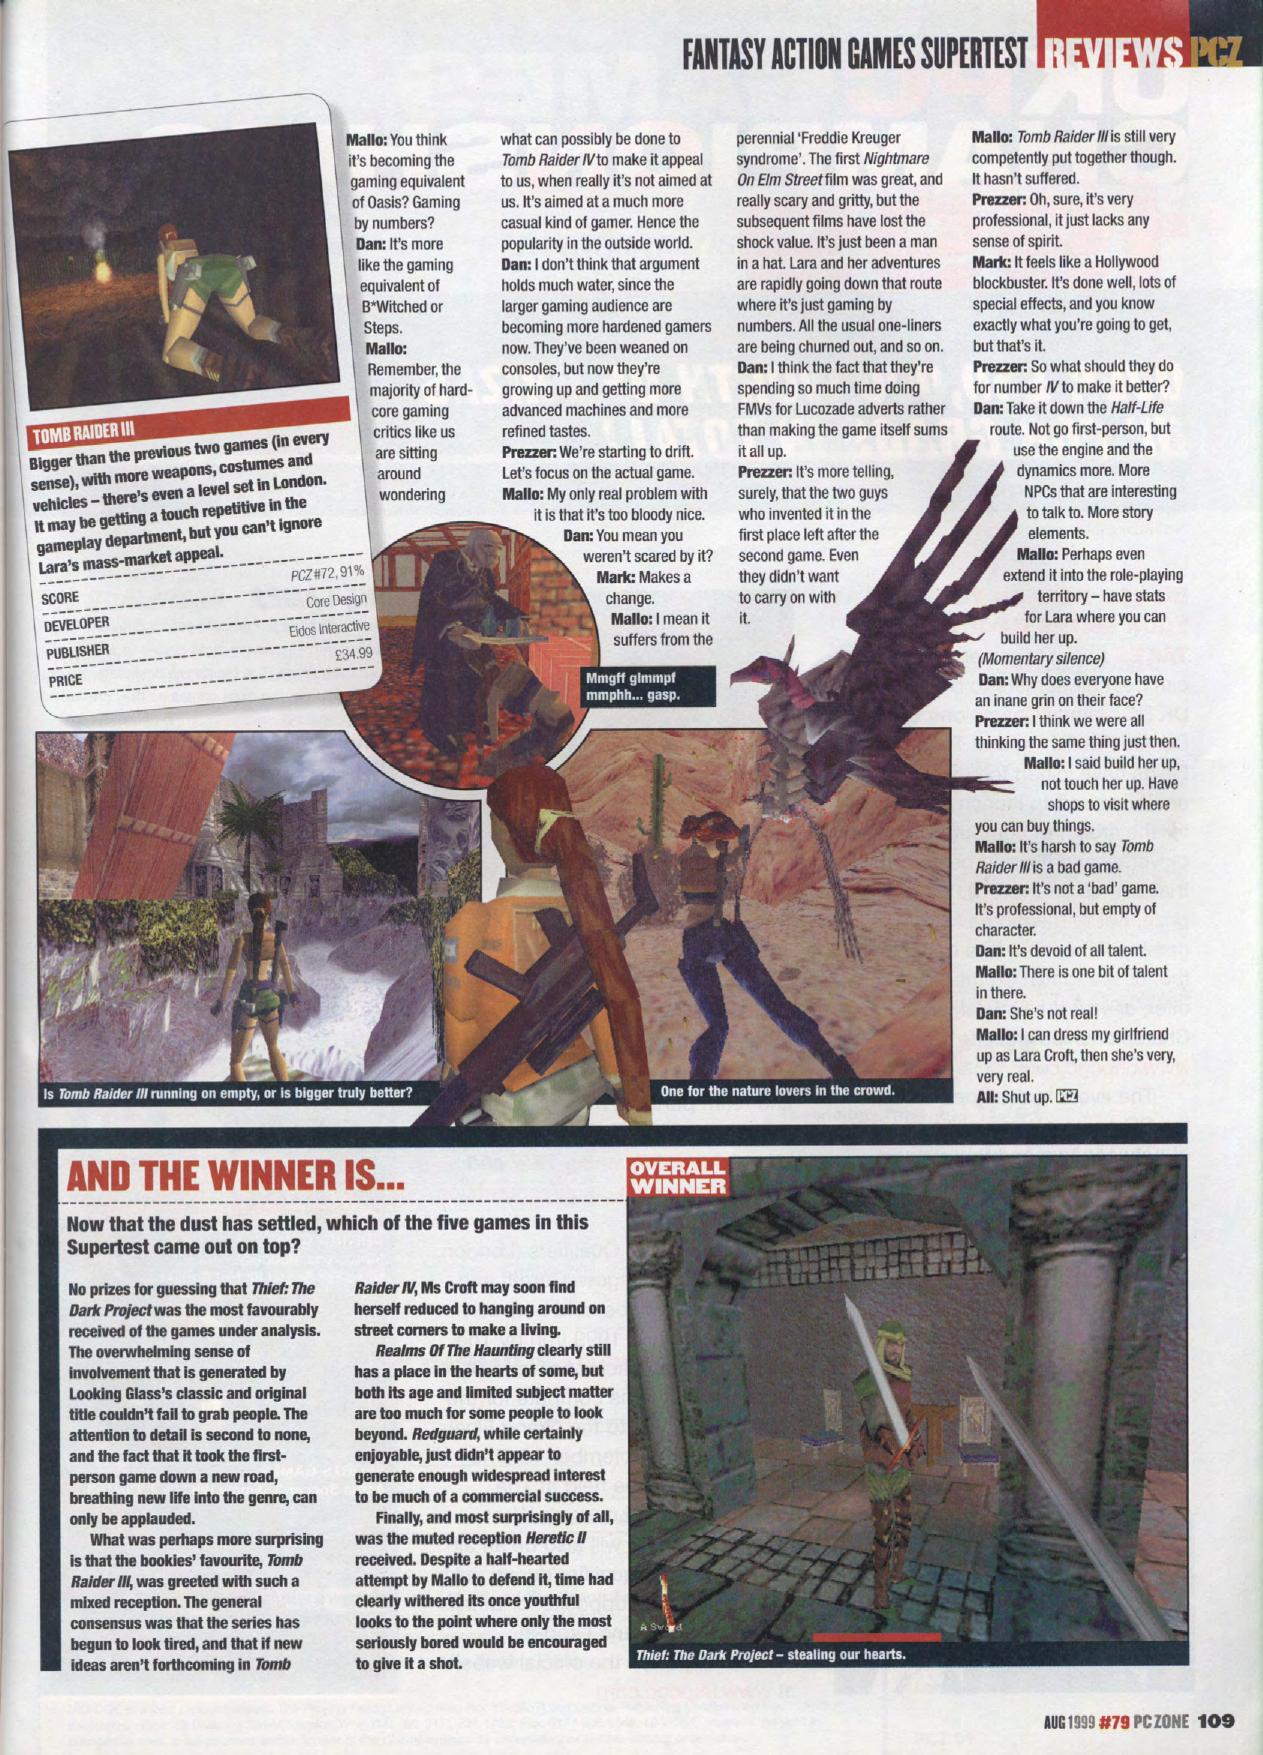 FANTASY ACTION GAMES SUPERTEST REVIEWS PCZ
TOMB RAIDER III
Bigger than the previous two games (in every
sense), with more weapons, costumes and
vehicles – there's even a level set in London.
It may be getting a touch repetitive in the
gameplay department, but you can't ignore
Lara's mass-market appeal.
SCORE PCZ #72, 91%
DEVELOPER Core Design
PUBLISHER Eidos Interactive
PRICE £34.99
Mallo: You think
it's becoming the
gaming equivalent
of Oasis? Gaming
by numbers?
Dan: It's more
like the gaming
equivalent of
B*Witched or
Steps.
Mallo:
Remember, the
majority of hard-
core gaming
critics like us
are sitting
around
wondering
what can possibly be done to
Tomb Raider IV to make it appeal
to us, when really it's not aimed at
us. It's aimed at a much more
casual kind of gamer. Hence the
popularity in the outside world.
Dan: I don't think that argument
holds much water, since the
larger gaming audience are
becoming more hardened gamers
now. They've been weaned on
consoles, but now they're
growing up and getting more
advanced machines and more
refined tastes.
Prezzer: We're starting to drift.
Let's focus on the actual game.
Mallo: My only real problem with
it is that it's too bloody nice.
Dan: You mean you
weren't scared by it?
Mark: Makes a
change.
Mallo: I mean it
suffers from the
perennial 'Freddie Kreuger
syndrome'. The first Nightmare
On Elm Street film was great, and
really scary and gritty, but the
subsequent films have lost the
shock value. It's just been a man
in a hat. Lara and her adventures
are rapidly going down that route
where it's just gaming by
numbers. All the usual one-liners
are being churned out, and so on.
Dan: I think the fact that they're
spending so much time doing
FMVs for Lucozade adverts rather
than making the game itself sums
it all up.
Prezzer: It's more telling,
surely, that the two guys
who invented it in the
first place left after the
second game. Even
they didn't want
to carry on with
it.
Mallo: Tomb Raider III is still very
competently put together though.
It hasn't suffered.
Prezzer: Oh, sure, it's very
professional, it just lacks any
sense of spirit.
Mark: It feels like a Hollywood
blockbuster. It's done well, lots of
special effects, and you know
exactly what you're going to get,
but that's it.
Prezzer: So what should they do
for number IV to make it better?
Dan: Take it down the Half-Life
route. Not go first-person, but
use the engine and the
dynamics more. More
NPCs that are interesting
to talk to. More story
elements.
Mallo: Perhaps even
extend it into the role-playing
territory – have stats
for Lara where you can
build her up.
(Momentary silence)
Dan: Why does everyone have
an inane grin on their face?
Prezzer: I think we were all
thinking the same thing just then.
Mallo: I said build her up,
not touch her up. Have
shops to visit where
you can buy things.
Mallo: It's harsh to say Tomb
Raider III is a bad game.
Prezzer: It's not a 'bad' game.
It's professional, but empty of
character.
Dan: It's devoid of all talent.
Mallo: There is one bit of talent
in there.
Dan: She's not real!
Mallo: I can dress my girlfriend
up as Lara Croft, then she's very,
very real.
All: Shut up. PCZ
Mmgff glmmpf
mmphh... gasp.
Is Tomb Raider III running on empty, or is bigger truly better?
One for the nature lovers in the crowd.
AND THE WINNER IS...
Now that the dust has settled, which of the five games in this
Supertest came out on top?
No prizes for guessing that Thief: The
Dark Project was the most favourably
received of the games under analysis.
The overwhelming sense of
involvement that is generated by
Looking Glass's classic and original
title couldn't fail to grab people. The
attention to detail is second to none,
and the fact that it took the first-
person game down a new road,
breathing new life into the genre, can
only be applauded.
What was perhaps more surprising
is that the bookies' favourite, Tomb
Raider III, was greeted with such a
mixed reception. The general
consensus was that the series has
begun to look tired, and that if new
ideas aren't forthcoming in Tomb
Raider IV, Ms Croft may soon find
herself reduced to hanging around on
street corners to make a living.
Realms Of The Haunting clearly still
has a place in the hearts of some, but
both its age and limited subject matter
are too much for some people to look
beyond. Redguard, while certainly
enjoyable, just didn't appear to
generate enough widespread interest
to be much of a commercial success.
Finally, and most surprisingly of all,
was the muted reception Heretic II
received. Despite a half-hearted
attempt by Mallo to defend it, time had
clearly withered its once youthful
looks to the point where only the most
seriously bored would be encouraged
to give it a shot.
OVERALL
WINNER
A Sword
Thief: The Dark Project – stealing our hearts.
AUG 1999 #79 PC ZONE 109